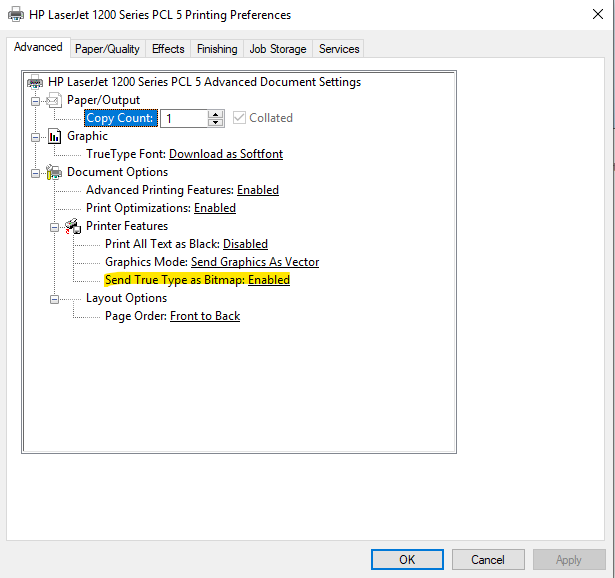 HP LaserJet 1200 Series PCL 5 Printing Preferences
Advanced Paper/Quality Effects Finishing Job Storage Services
HP LaserJet 1200 Series PCL 5 Advanced Document Settings
Paper/Output
Copy Count: 1 Collated
Graphic
TrueType Font: Download as Softfont
Document Options
Advanced Printing Features: Enabled
Print Optimizations: Enabled
Printer Features
Print All Text as Black: Disabled
Graphics Mode: Send Graphics As Vector
Send True Type as Bitmap: Enabled
Layout Options
Page Order: Front to Back
OK Cancel Apply